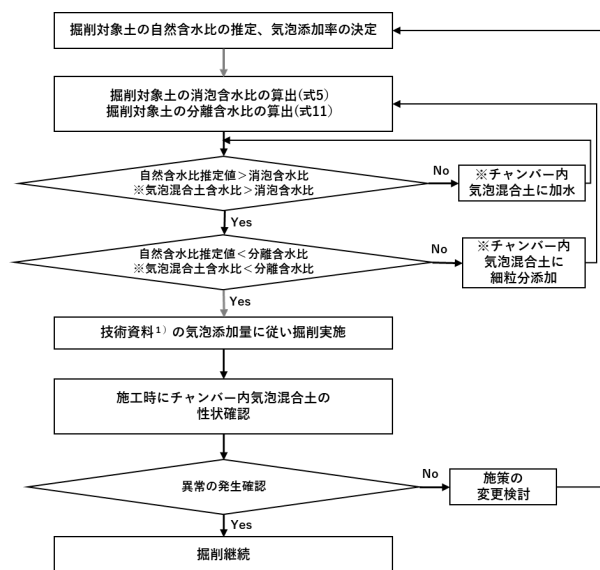 掘削対象土の自然含水比の推定、気泡添加率の決定
掘削対象土の消泡含水比の算出(式5)
掘削対象土の分離含水比の算出(式11)
自然含水比推定値＞消泡含水比
※気泡混合土含水比＞消泡含水比
No
※チャンバー内
気泡混合土に加水
Yes
自然含水比推定値＜分離含水比
※気泡混合土含水比＜分離含水比
No
※チャンバー内
気泡混合土に
細粒分添加
Yes
技術資料1）の気泡添加量に従い掘削実施
施工時にチャンバー内気泡混合土の
性状確認
異常の発生確認
No
施策の
変更検討
Yes
掘削継続